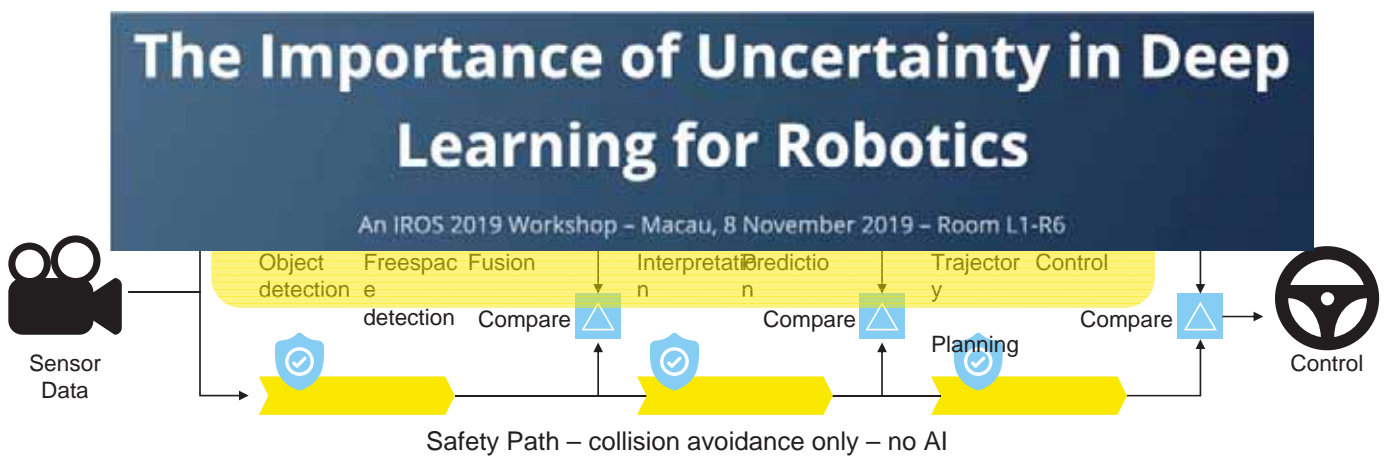 The Importance of Uncertainty in Deep
Learning for Robotics
An IROS 2019 Workshop – Macau, 8 November 2019 – Room L1-R6
Object
detection
Freespac
e
detection
Fusion
Interpretatio
n
Predictio
n
Trajector
y
Planning
Control
Compare
Compare
Compare
Sensor
Data
Control
Safety Path – collision avoidance only – no AI